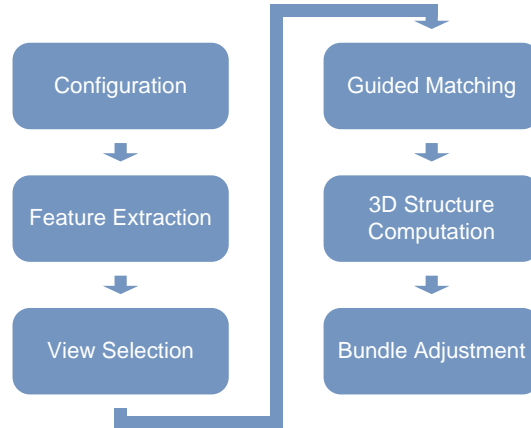 Configuration
Feature Extraction
View Selection
Guided Matching
3D Structure
Computation
Bundle Adjustment